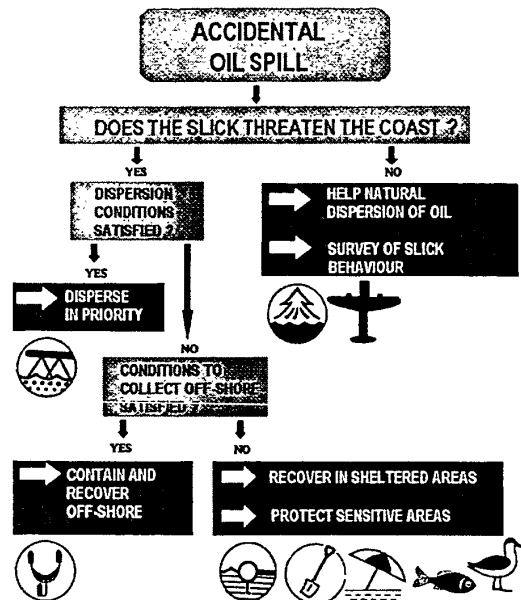 ACCIDENTAL
OIL SPILL
DOES THE SLICK THREATEN THE COAST ?
YES
NO
DISPERSION
CONDITIONS
SATISFIED ?
HELP NATURAL
DISPERSION OF OIL
SURVEY OF SLICK
BEHAVIOUR
YES
DISPERSE
IN PRIORITY
NO
CONDITIONS TO
COLLECT OFF-SHORE
SATISFIED ?
YES
NO
CONTAIN AND
RECOVER
OFF-SHORE
RECOVER IN SHELTERED AREAS
PROTECT SENSITIVE AREAS